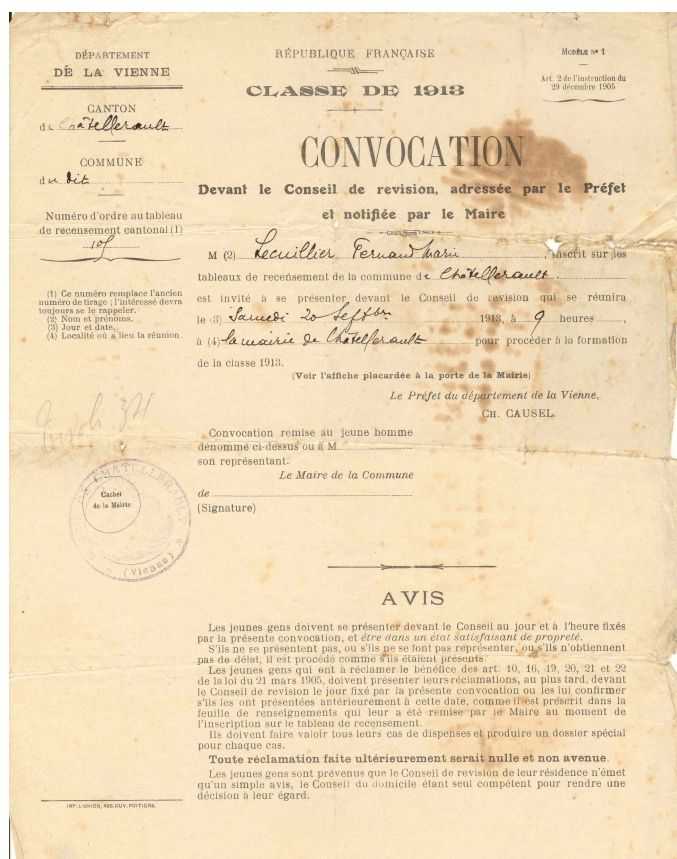 DÉPARTEMENT
DE LA VIENNE
CANTON
de Châtellerault
COMMUNE
du dit
Numéro d'ordre au tableau
de recensement cantonal (1)
(1) Ce numéro remplace l'ancien
numéro de tirage ; l'intéressé devra
toujours se le rappeler.
(2) Nom et prénoms.
(3) Jour et date.
(4) Localité où a lieu la réunion.
RÉPUBLIQUE FRANÇAISE
CLASSE DE 1913
MODÈLE Nº 1
Art. 2 de l'instruction du
29 décembre 1905
CONVOCATION
Devant le Conseil de revision, adressée par le Préfet
et notifiée par le Maire
M (2) Lecuillier Fernand Marie, inscrit sur les
tableaux de recensement de la commune de Châtellerault.
est invité à se présenter devant le Conseil de revision qui se réunira
le (3) Samedi 20 Septbre 1913, à 9 heures ,
à (4) la mairie de Châtellerault pour procéder à la formation
de la classe 1913.
(Voir l'affiche placardée à la porte de la Mairie)
Le Préfet du département de la Vienne,
CH. CAUSEL.
Convocation remise au jeune homme
dénommé ci-dessus ou à M
son représentant.
Le Maire de la Commune
de
(Signature)
Cachet
de la Mairie
DE CHATELLERAULT
(Vienne)
AVIS
Les jeunes gens doivent se présenter devant le Conseil au jour et à l'heure fixés
par la présente convocation, et être dans un état satisfaisant de propreté.
S'ils ne se présentent pas, ou s'ils ne se font pas représenter, ou s'ils n'obtiennent
pas de délai, il est procédé comme s'ils étaient présents.
Les jeunes gens qui ont à réclamer le bénéfice des art. 10, 16, 19, 20, 21 et 22
de la loi du 21 mars 1905, doivent présenter leurs réclamations, au plus tard, devant
le Conseil de revision le jour fixé par la présente convocation ou les lui confirmer
s'ils les ont présentées antérieurement à cette date, comme il est prescrit dans la
feuille de renseignements qui leur a été remise par le Maire au moment de
l'inscription sur le tableau de recensement.
Ils doivent faire valoir tous leurs cas de dispenses et produire un dossier spécial
pour chaque cas.
Toute réclamation faite ultérieurement serait nulle et non avenue.
Les jeunes gens sont prévenus que le Conseil de revision de leur résidence n'émet
qu'un simple avis, le Conseil du domicile étant seul compétent pour rendre une
décision à leur égard.
IMP. L'UNION, ASS. OUV. POITIERS.